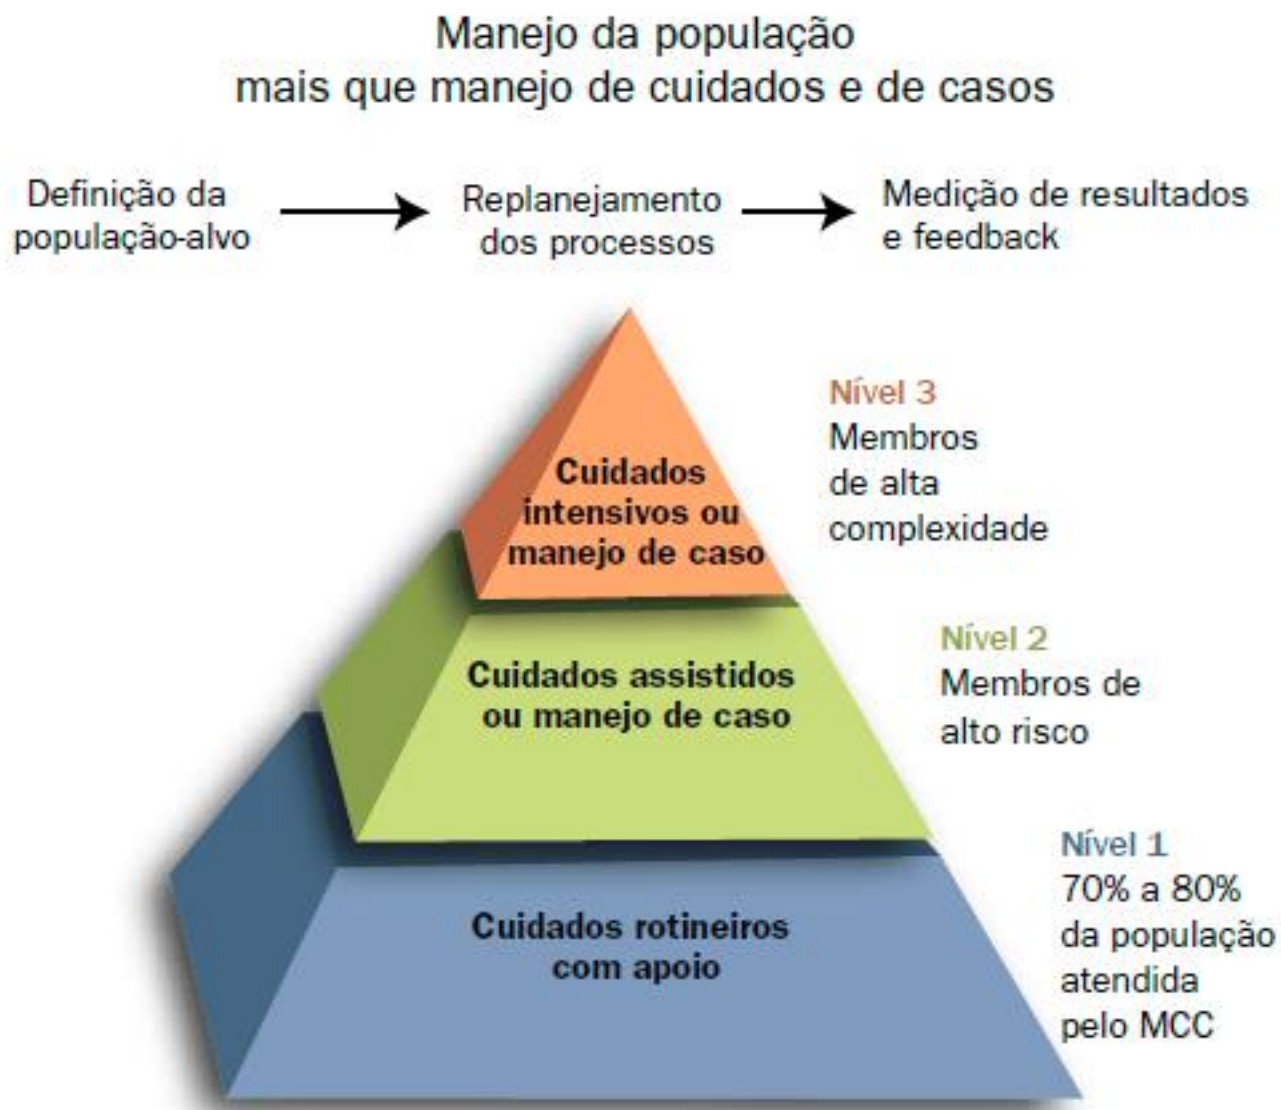 Manejo da população
mais que manejo de cuidados e de casos
Definição da
população-alvo
Replanejamento
dos processos
Medição de resultados
e feedback
Nível 3
Membros
de alta
complexidade
Cuidados
intensivos ou
manejo de caso
Nível 2
Membros de
alto risco
Cuidados assistidos
ou manejo de caso
Nível 1
70% a 80%
da população
atendida
pelo MCC
Cuidados rotineiros
com apoio